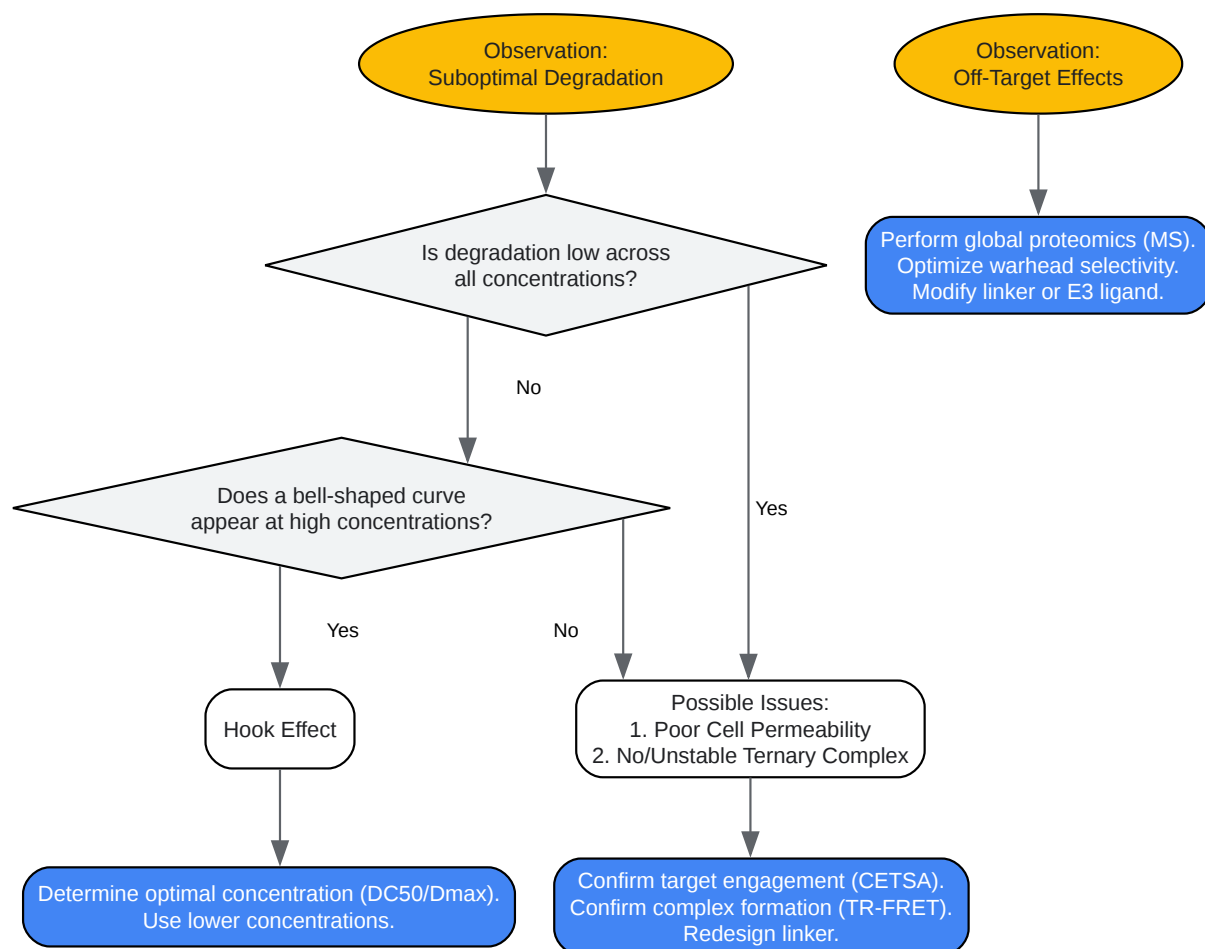 Observation:
Suboptimal Degradation
Observation:
Off-Target Effects
Is degradation low across
all concentrations?
Perform global proteomics (MS).
Optimize warhead selectivity.
Modify linker or E3 ligand.
No
Does a bell-shaped curve
appear at high concentrations?
Yes
Yes
No
Hook Effect
Possible Issues:
1. Poor Cell Permeability
2. No/Unstable Ternary Complex
Determine optimal concentration (DC50/Dmax).
Use lower concentrations.
Confirm target engagement (CETSA).
Confirm complex formation (TR-FRET).
Redesign linker.